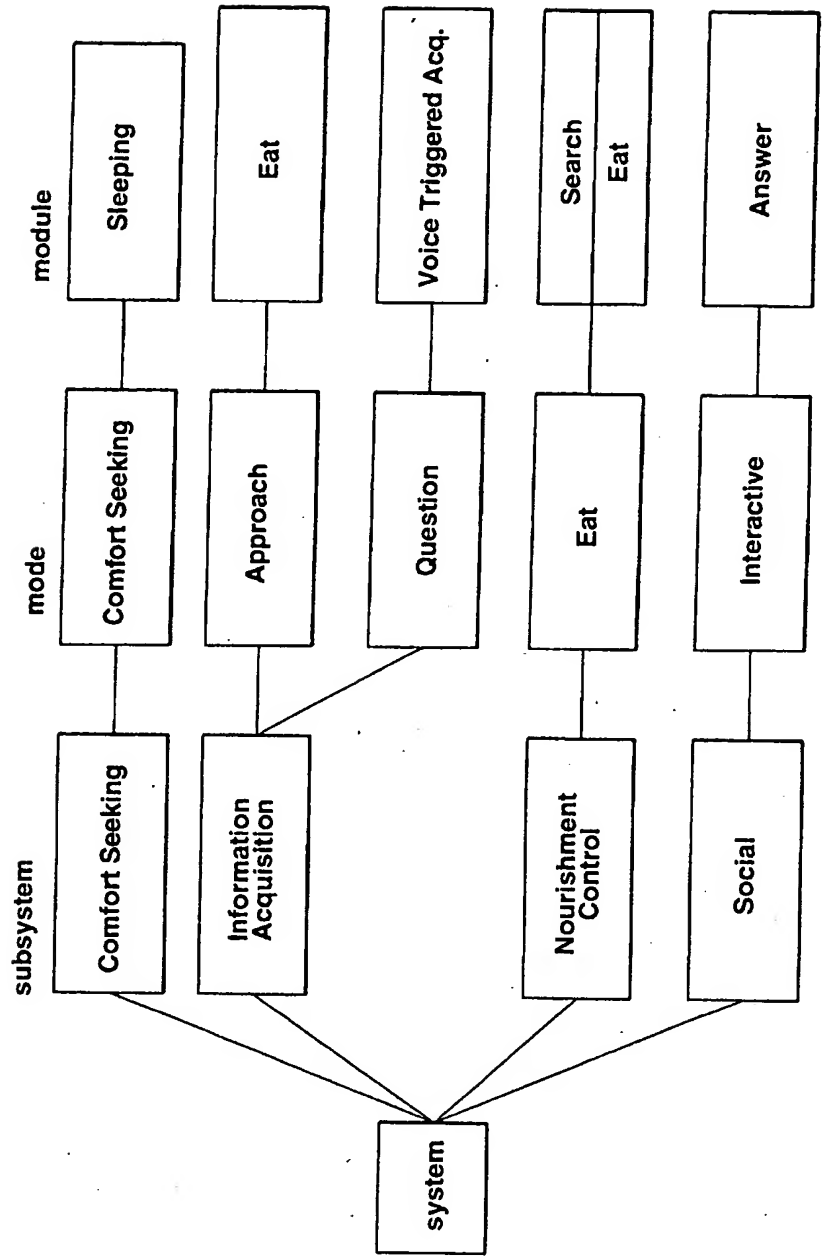 subsystem
mode
module
system
Comfort Seeking
Comfort Seeking
Sleeping
Information
Acquisition
Approach
Eat
Question
Voice Triggered Acq.
Nourishment
Control
Eat
Search
Eat
Social
Interactive
Answer